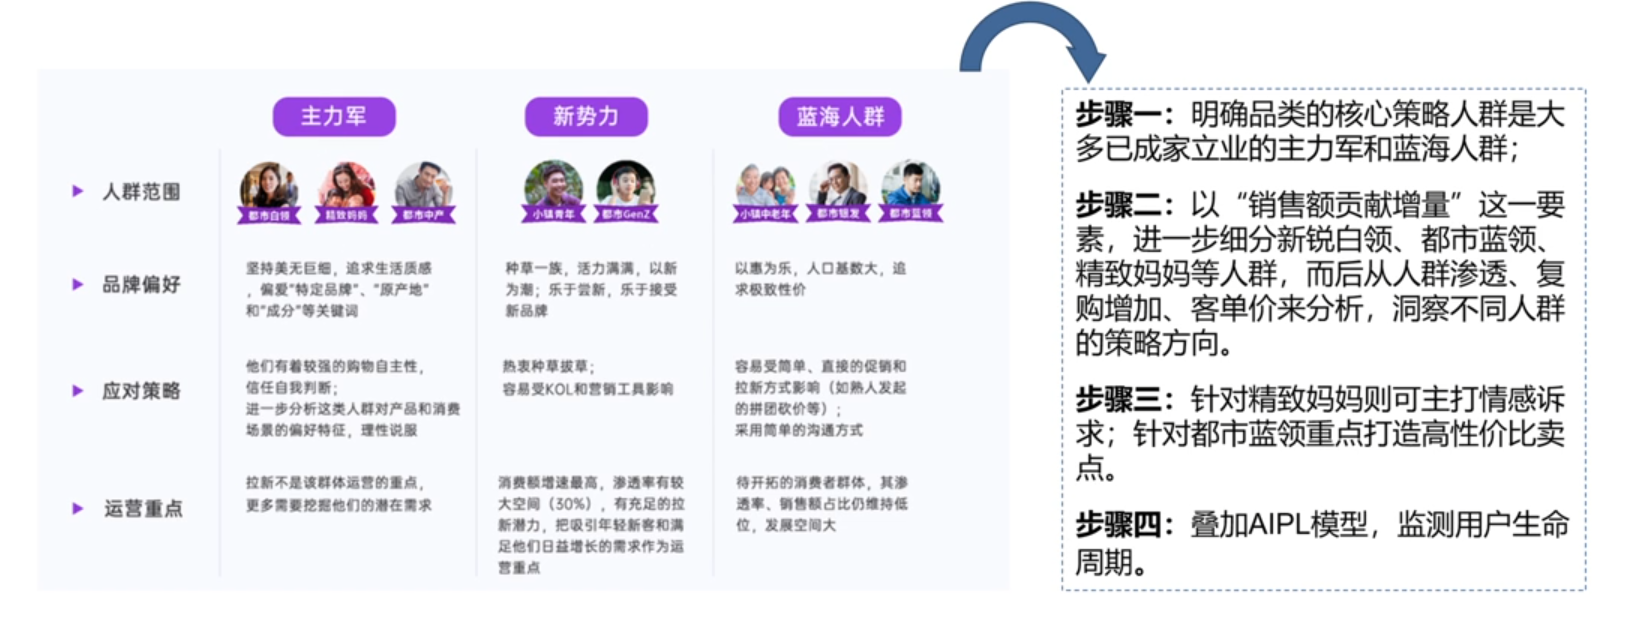 主力军
新势力
蓝海人群
人群范围
都市白领
精致妈妈
都市中产
小镇青年
都市GenZ
小镇中老年
都市银发
都市蓝领
品牌偏好
坚持美无巨细，追求生活质感
，偏爱“特定品牌”、“原产地”
和“成分”等关键词
种草一族，活力满满，以新
为潮；乐于尝新，乐于接受
新品牌
以惠为乐，人口基数大，追
求极致性价
应对策略
他们有着较强的购物自主性，
信任自我判断；
进一步分析这类人群对产品和消费
场景的偏好特征，理性说服
热衷种草拔草；
容易受KOL和营销工具影响
容易受简单、直接的促销和
拉新方式影响（如熟人发起
的拼团砍价等）；
采用简单的沟通方式
运营重点
拉新不是该群体运营的重点，
更多需要挖掘他们的潜在需求
消费额增速最高，渗透率有较
大空间（30%），有充足的拉
新潜力，把吸引年轻新客和满
足他们日益增长的需求作为运
营重点
待开拓的消费者群体，其渗
透率、销售额占比仍维持低
位，发展空间大
步骤一：明确品类的核心策略人群是大
多已成家立业的主力军和蓝海人群；
步骤二：以“销售额贡献增量”这一要
素，进一步细分新锐白领、都市蓝领、
精致妈妈等人群，而后从人群渗透、复
购增加、客单价来分析，洞察不同人群
的策略方向。
步骤三：针对精致妈妈则可主打情感诉
求；针对都市蓝领重点打造高性价比卖
点。
步骤四：叠加AIPL模型，监测用户生命
周期。